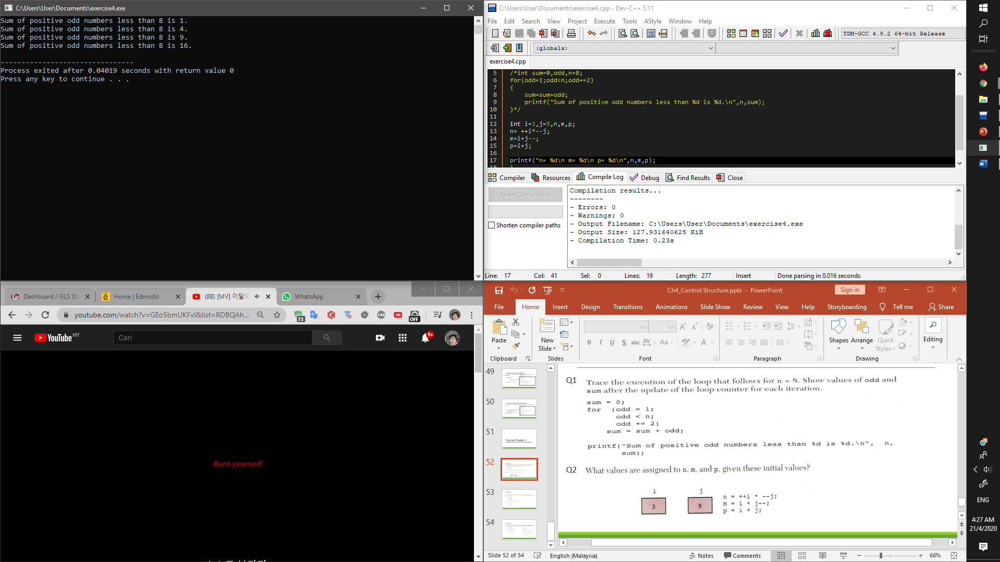 C:\Users\User\Documents\exercise4.exe
Sum of positive odd numbers less than 8 is 1.
Sum of positive odd numbers less than 8 is 4.
Sum of positive odd numbers less than 8 is 9.
Sum of positive odd numbers less than 8 is 16.
--------------------------------
Process exited after 0.04019 seconds with return value 0
Press any key to continue . . .
C:\Users\User\Documents\exercise4.cpp - Dev-C++ 5.11
File Edit Search View Project Execute Tools AStyle Window Help
TDM-GCC 4.9.2 64-bit Release
(globals)
exercise4.cpp
5 /*int sum=0,odd,n=8;
6 for(odd=1;odd<n;odd+=2)
7 {
8 sum=sum+odd;
9 printf("Sum of positive odd numbers less than %d is %d.\n",n,sum);
10 }*/
11
12 int i=3,j=9,n,m,p;
13 n= ++i*--j;
14 m=i+j--;
15 p=i+j;
16
17 printf("n= %d\n m= %d\n p= %d\n",n,m,p);
18 }
Compiler Resources Compile Log Debug Find Results Close
Abort Compilation
Shorten compiler paths
Compilation results...
--------
- Errors: 0
- Warnings: 0
- Output Filename: C:\Users\User\Documents\exercise4.exe
- Output Size: 127.931640625 KiB
- Compilation Time: 0.23s
Line: 17 Col: 41 Sel: 0 Lines: 19 Length: 277 Insert Done parsing in 0.016 seconds
Dashboard / GLS Stu
Home | Edmodo
(88) [MV] 이달의
WhatsApp
youtube.com/watch?v=GEo5bmUKFvI&list=RDBQAh...
73
YAB
OFF
YouTube MY
Cari
9+
Burn yourself.
Ch4_Control Structure.pptx - PowerPoint
Sign in
File Home Insert Design Transitions Animations Slide Show Review View Help Storyboarding Tell me Share
Paste
New Slide
B I U S abc AV Aa A
Shapes Arrange Quick Styles
Editing
Clipboard Slides Font Paragraph Drawing
49
50
51
Exercise Chapter 4
52
53
54
Q1 Trace the execution of the loop that follows for n = 8. Show values of odd and
sum after the update of the loop counter for each iteration.
sum = 0;
for (odd = 1;
odd < n;
odd += 2)
sum = sum + odd;
printf("Sum of positive odd numbers less than %d is %d.\n", n,
sum);
Q2 What values are assigned to n, m, and p, given these initial values?
i j
3 9
n = ++i * --j;
m = i + j--;
p = i + j;
Slide 52 of 54 English (Malaysia) Notes Comments 66%
ENG
4:27 AM
21/4/2020